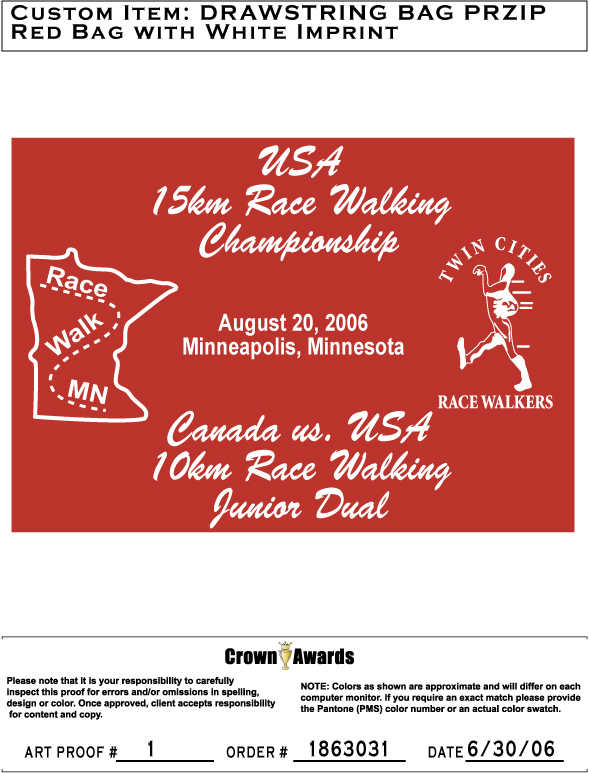 CUSTOM ITEM: DRAWSTRING BAG PRZIP
RED BAG WITH WHITE IMPRINT
USA
15km Race Walking
Championship
Race
Walk
MN
August 20, 2006
Minneapolis, Minnesota
TWIN CITIES
RACE WALKERS
Canada vs. USA
10km Race Walking
Junior Dual
Crown Awards
Please note that it is your responsibility to carefully
inspect this proof for errors and/or omissions in spelling,
design or color. Once approved, client accepts responsibility
for content and copy.
NOTE: Colors as shown are approximate and will differ on each
computer monitor. If you require an exact match please provide
the Pantone (PMS) color number or an actual color swatch.
ART PROOF # 1 ORDER # 1863031 DATE 6/30/06